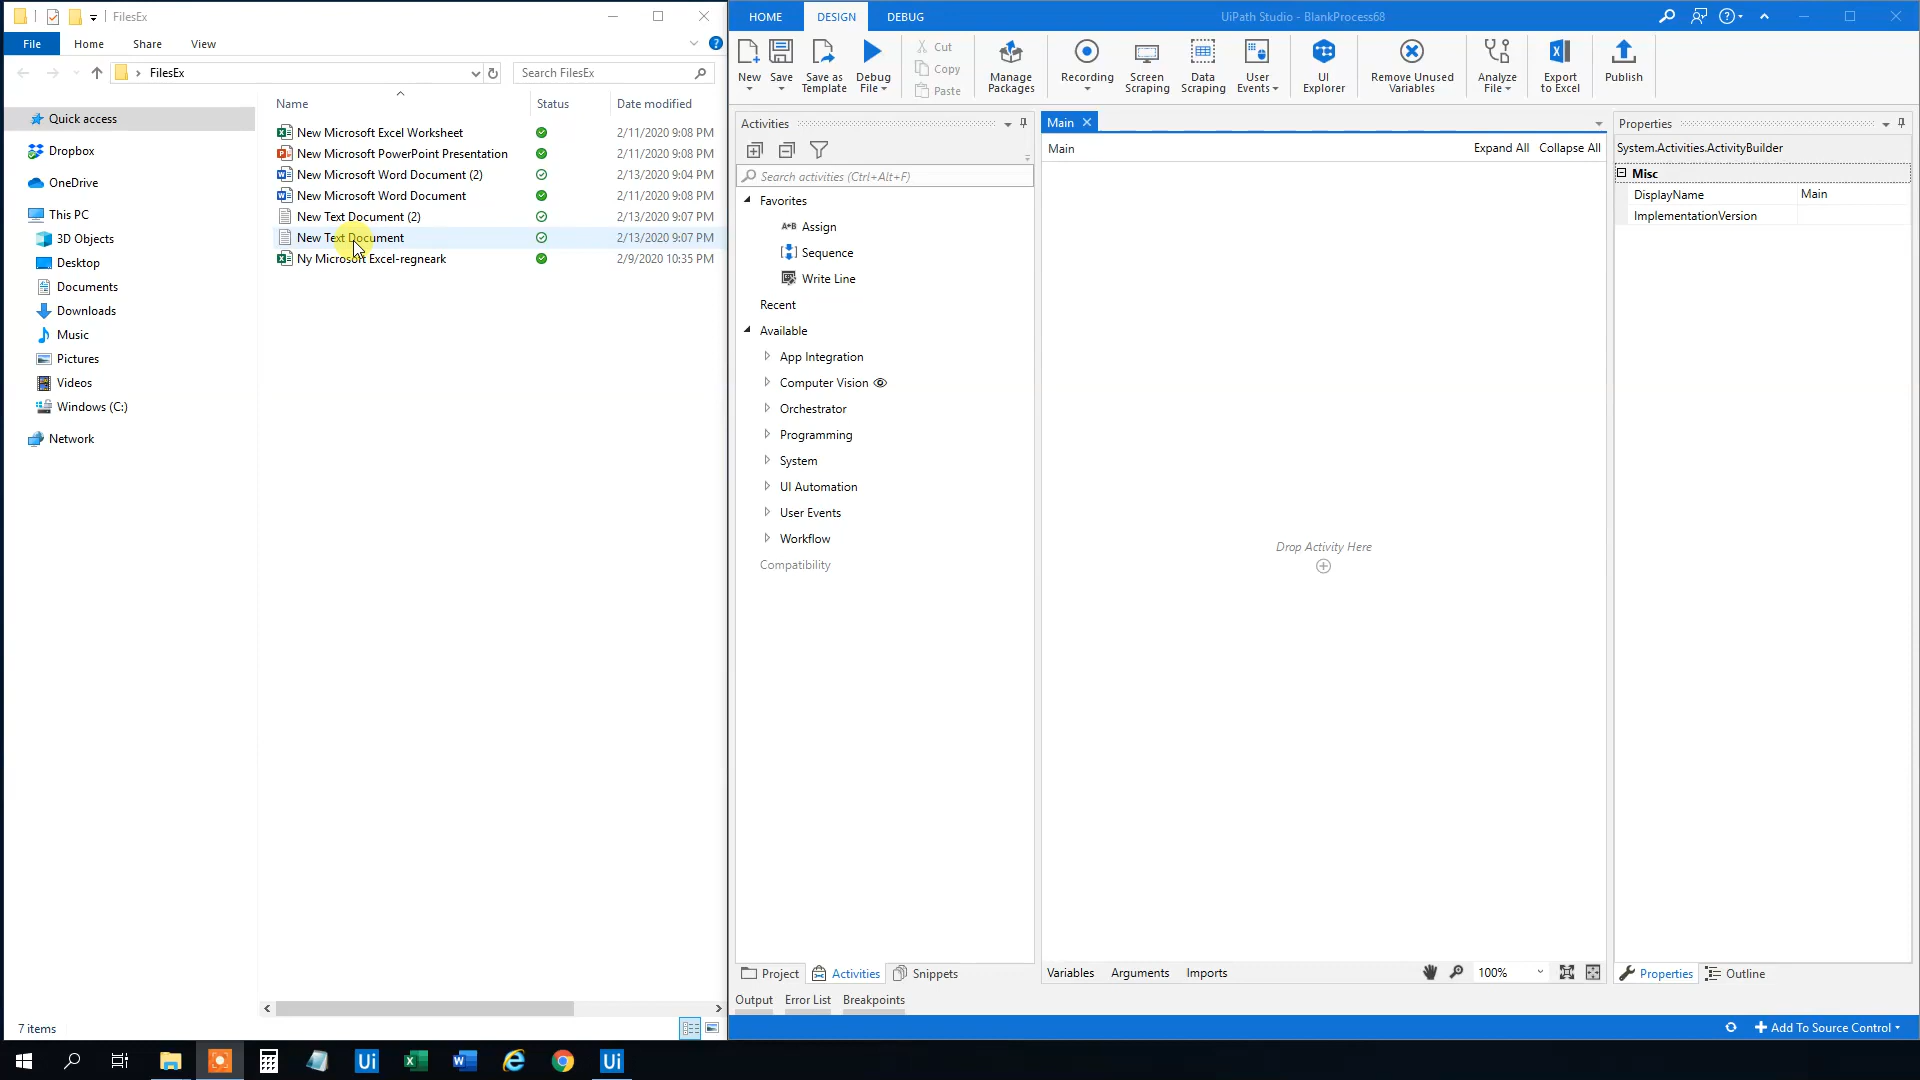 FilesEx
File
Home
Share
View
FilesEx
Search FilesEx
Quick access
Dropbox
OneDrive
This PC
3D Objects
Desktop
Documents
Downloads
Music
Pictures
Videos
Windows (C:)
Network
Name Status Date modified
New Microsoft Excel Worksheet 2/11/2020 9:08 PM
New Microsoft PowerPoint Presentation 2/11/2020 9:08 PM
New Microsoft Word Document (2) 2/13/2020 9:04 PM
New Microsoft Word Document 2/11/2020 9:08 PM
New Text Document (2) 2/13/2020 9:07 PM
New Text Document 2/13/2020 9:07 PM
Ny Microsoft Excel-regneark 2/9/2020 10:35 PM
7 items
HOME DESIGN DEBUG
UiPath Studio - BlankProcess68
New
Save
Save as Template
Debug File
Cut
Copy
Paste
Manage Packages
Recording
Screen Scraping
Data Scraping
User Events
UI Explorer
Remove Unused Variables
Analyze File
Export to Excel
Publish
Activities
Search activities (Ctrl+Alt+F)
Favorites
A*B Assign
Sequence
Write Line
Recent
Available
App Integration
Computer Vision
Orchestrator
Programming
System
UI Automation
User Events
Workflow
Compatibility
Project Activities Snippets
Main
Main
Expand All Collapse All
Drop Activity Here
Variables Arguments Imports
100%
Properties
System.Activities.ActivityBuilder
Misc
DisplayName Main
ImplementationVersion
Properties Outline
Output Error List Breakpoints
Add To Source Control
Ui
Ui